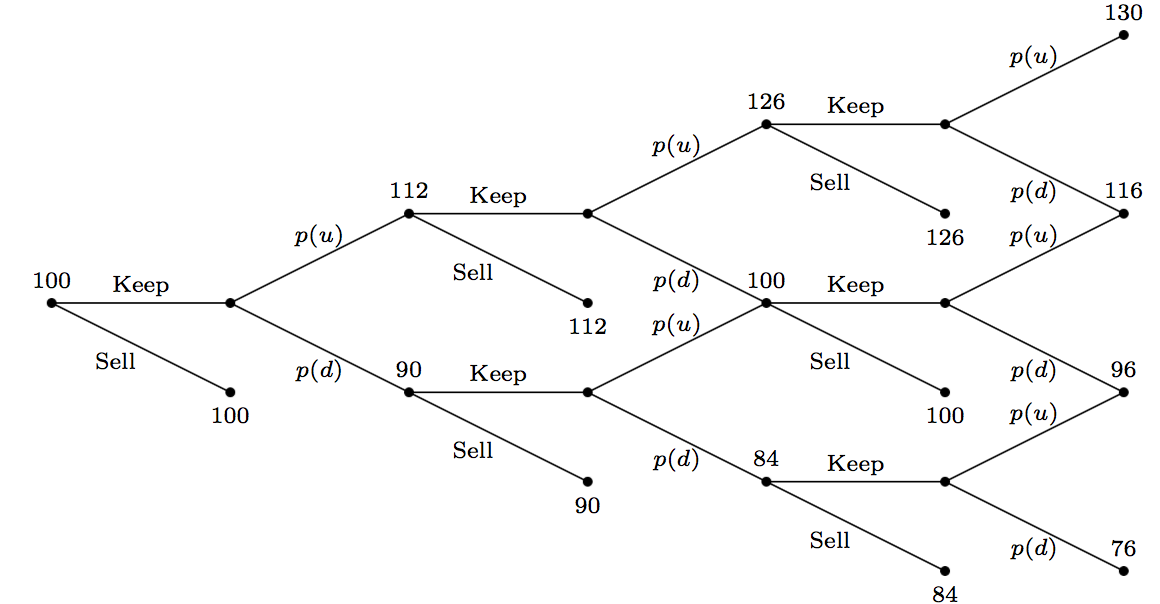 130
p(u)
126
Keep
p(u)
Sell
p(d)
116
112
Keep
126
p(u)
p(u)
Sell
p(d)
100
Keep
100
Keep
112
p(u)
Sell
p(d)
Sell
p(d)
90
Keep
96
100
100
p(u)
Sell
p(d)
84
Keep
90
Sell
p(d)
76
84